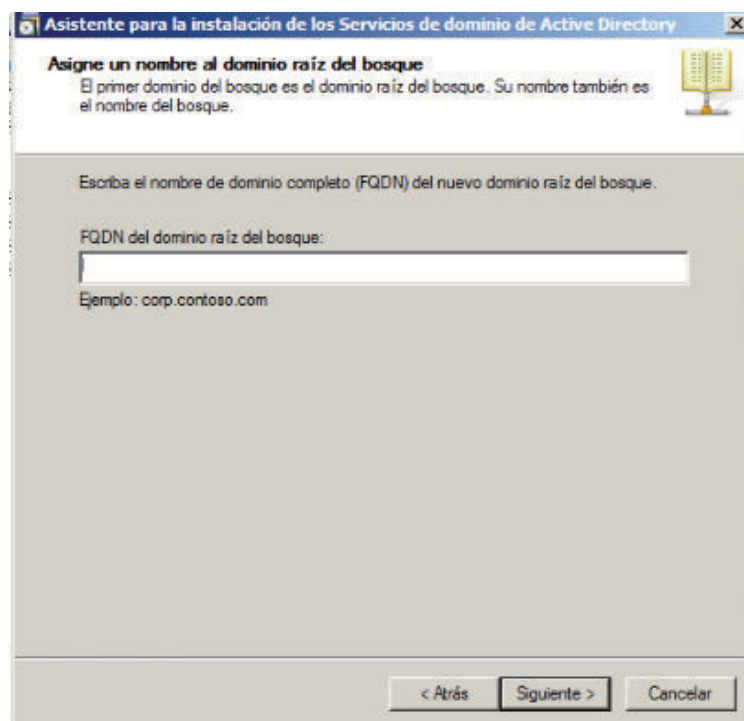 Asistente para la instalación de los Servicios de dominio de Active Directory
Asigne un nombre al dominio raíz del bosque
El primer dominio del bosque es el dominio raíz del bosque. Su nombre también es
el nombre del bosque.
Escriba el nombre de dominio completo (FQDN) del nuevo dominio raíz del bosque.
FQDN del dominio raíz del bosque:
Ejemplo: corp.contoso.com
< Atrás Siguiente > Cancelar